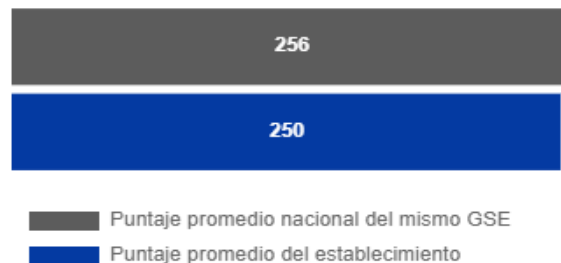 256
250
Puntaje promedio nacional del mismo GSE
Puntaje promedio del establecimiento